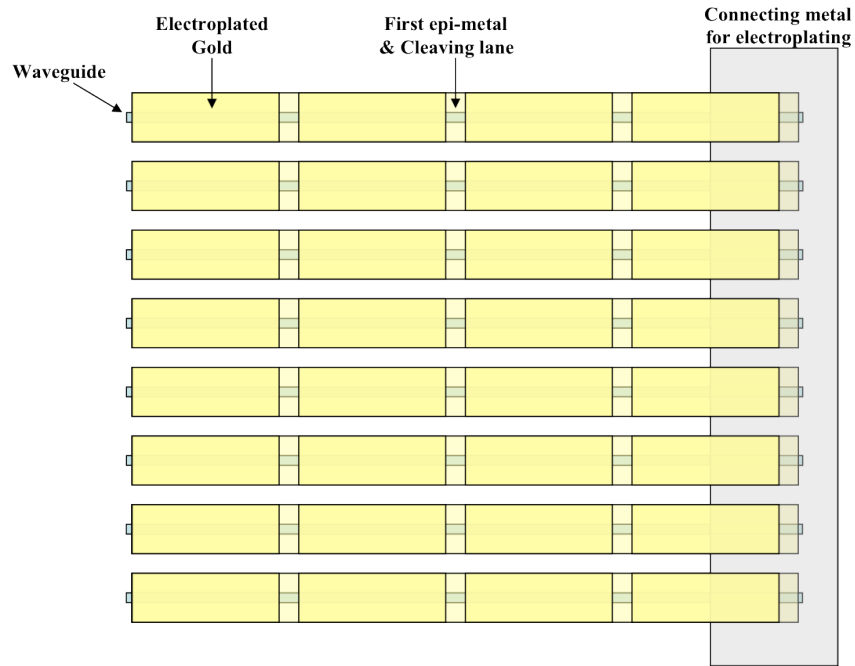 Electroplated
Gold
First epi-metal
& Cleaving lane
Connecting metal
for electroplating
Waveguide